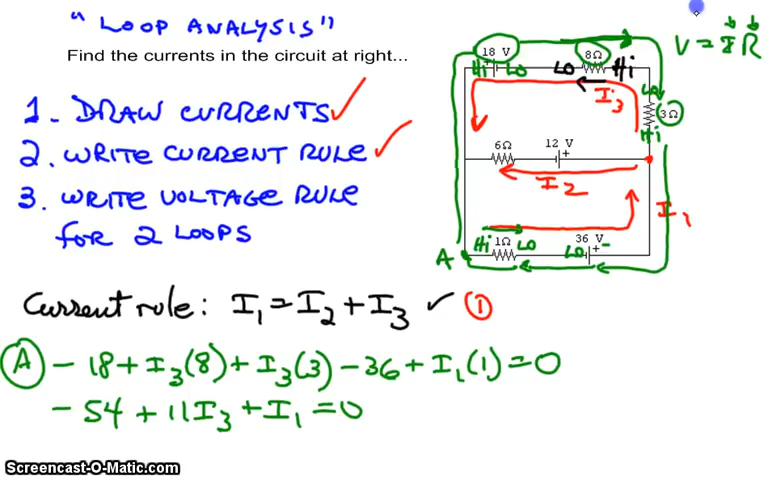 "LOOP ANALYSIS"
Find the currents in the circuit at right...
1. DRAW CURRENTS ✓
2. WRITE CURRENT RULE ✓
3. WRITE VOLTAGE RULE
FOR 2 LOOPS
V = IR
18 V
8Ω
Hi Lo
Lo Hi
I3
Lo
3Ω
Hi
6Ω
12 V
+
I2
I1
Hi 1Ω Lo
36 V
Lo + -
A
Current rule: I1 = I2 + I3 ✓ ①
Ⓐ - 18 + I3(8) + I3(3) - 36 + I1(1) = 0
- 54 + 11I3 + I1 = 0
Screencast-O-Matic.com